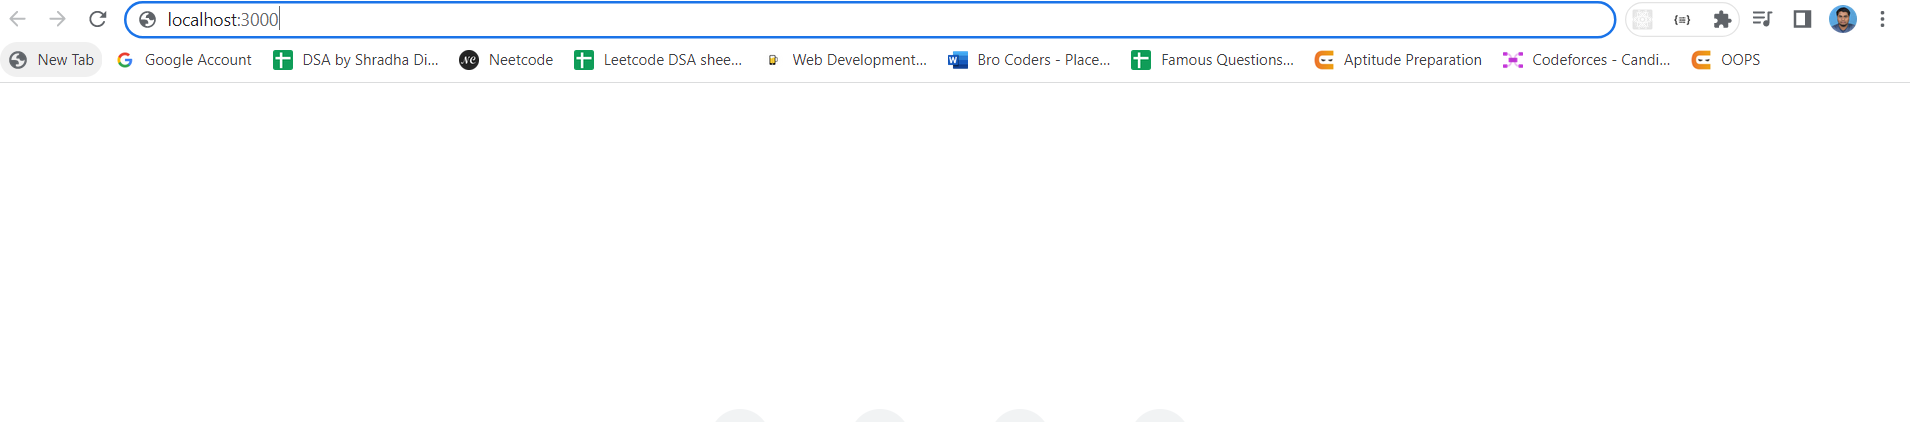 localhost:3000
New Tab Google Account DSA by Shradha Di... Neetcode Leetcode DSA shee... Web Development... Bro Coders - Place... Famous Questions... Aptitude Preparation Codeforces - Candi... OOPS